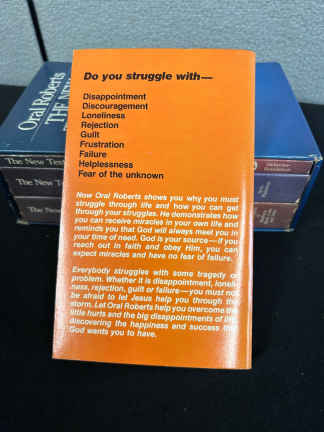 Do you struggle with—
Disappointment
Discouragement
Loneliness
Rejection
Guilt
Frustration
Failure
Helplessness
Fear of the unknown
Now Oral Roberts shows you why you must
struggle through life and how you can get
through your struggles. He demonstrates how
you can receive miracles in your own life and
reminds you that God will always meet you in
your time of need. God is your source—if you
reach out in faith and obey Him, you can
expect miracles and have no fear of failure.
Everybody struggles with some tragedy or
problem. Whether it is disappointment, loneli-
ness, rejection, guilt or failure—you must not
be afraid to let Jesus help you through the
storm. Let Oral Roberts help you overcome the
little hurts and the big disappointments of life,
discovering the happiness and success that
God wants you to have.
Oral Roberts
THE NEW
The New Test
The New Te
The New